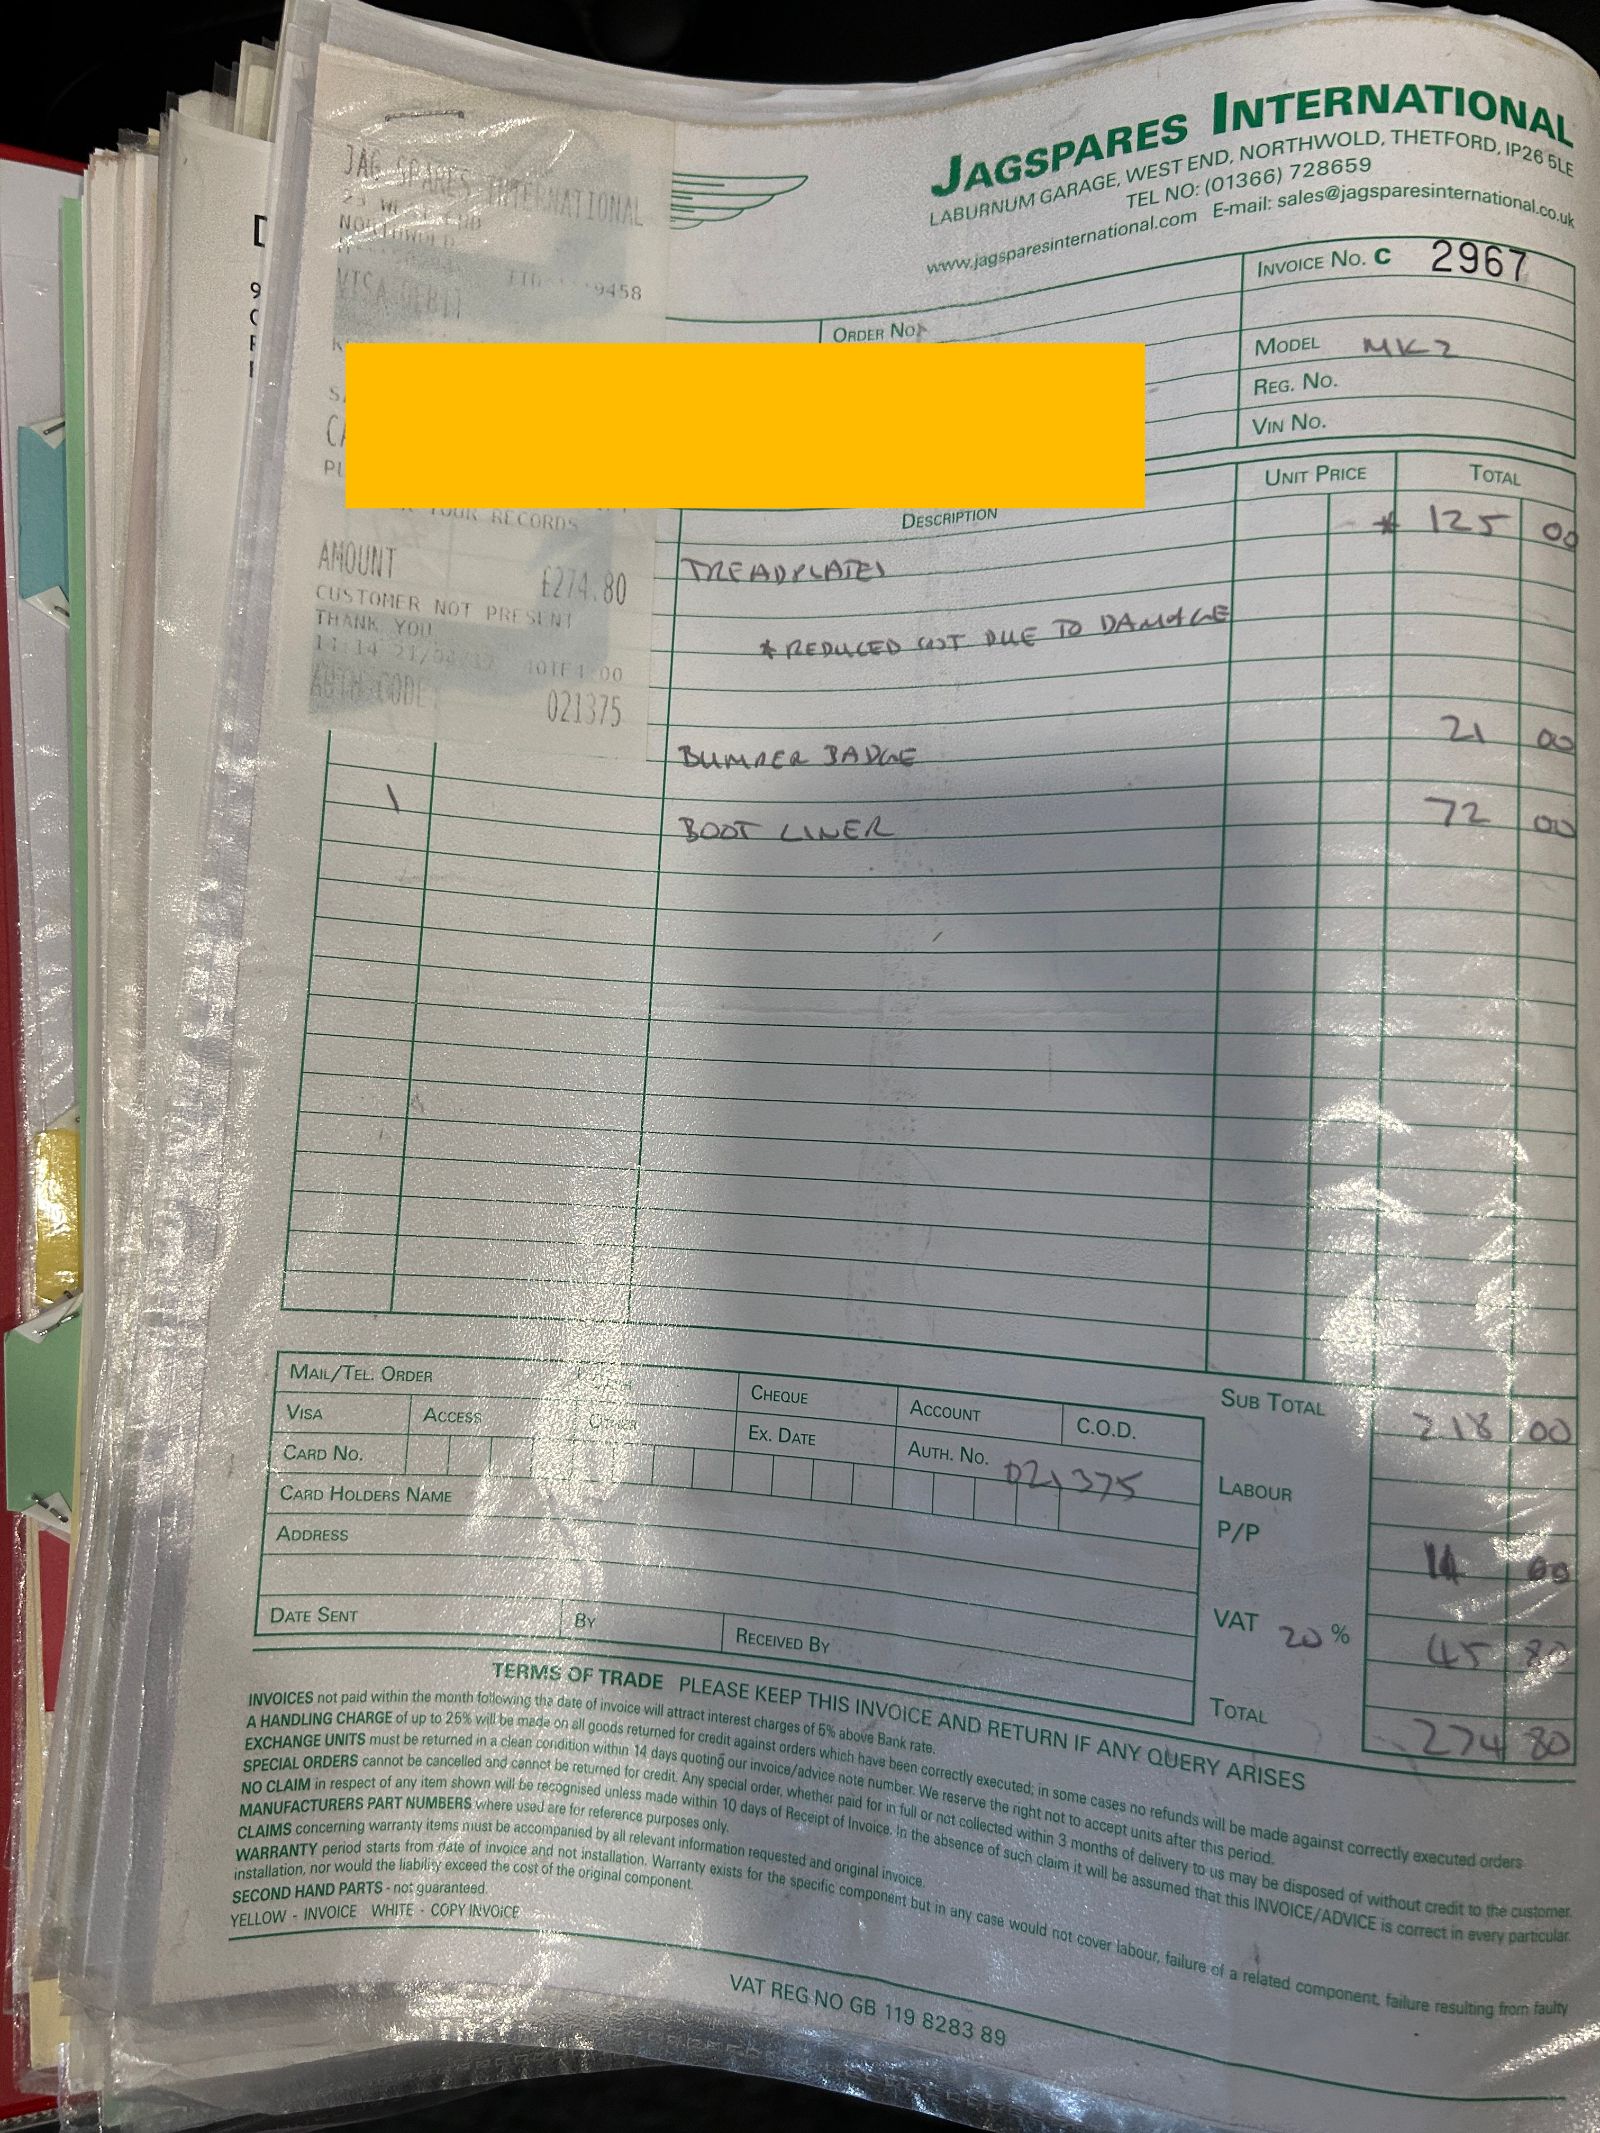 JAG SPARES INTERNATIONAL
9458
VISA DEBIT
YOUR RECORDS
AMOUNT £274.80
CUSTOMER NOT PRESENT
THANK YOU
14:14
AUTH CODE 021375
JAGSPARES INTERNATIONAL
LABURNUM GARAGE, WEST END, NORTHWOLD, THETFORD, IP26 5LE
TEL NO: (01366) 728659
www.jagsparesinternational.com E-mail: sales@jagsparesinternational.co.uk
INVOICE No. C 2967
ORDER No.
MODEL MK2
REG. No.
VIN No.
DESCRIPTION UNIT PRICE TOTAL
TREADPLATES * 125 00
* REDUCED COST DUE TO DAMAGE
BUMPER BADGE 21 00
1 BOOT LINER 72 00
MAIL/TEL. ORDER CHEQUE ACCOUNT C.O.D.
VISA ACCESS OTHER EX. DATE AUTH. No. 021375
CARD No.
CARD HOLDERS NAME
ADDRESS
DATE SENT BY RECEIVED BY
SUB TOTAL 218 00
LABOUR
P/P 11 00
VAT 20 % 45 80
TOTAL 274 80
TERMS OF TRADE PLEASE KEEP THIS INVOICE AND RETURN IF ANY QUERY ARISES
INVOICES not paid within the month following the date of invoice will attract interest charges of 5% above Bank rate.
A HANDLING CHARGE of up to 25% will be made on all goods returned for credit against orders which have been correctly executed; in some cases no refunds will be made against correctly executed orders
EXCHANGE UNITS must be returned in a clean condition within 14 days quoting our invoice/advice note number. We reserve the right not to accept units after this period.
SPECIAL ORDERS cannot be cancelled and cannot be returned for credit. Any special order, whether paid for in full or not collected within 3 months of delivery to us may be disposed of without credit to the customer.
NO CLAIM in respect of any item shown will be recognised unless made within 10 days of Receipt of Invoice. In the absence of such claim it will be assumed that this INVOICE/ADVICE is correct in every particular.
MANUFACTURERS PART NUMBERS where used are for reference purposes only.
CLAIMS concerning warranty items must be accompanied by all relevant information requested and original invoice.
WARRANTY period starts from date of invoice and not installation. Warranty exists for the specific component but in any case would not cover labour, failure of a related component, failure resulting from faulty
installation, nor would the liability exceed the cost of the original component.
SECOND HAND PARTS - not guaranteed.
YELLOW - INVOICE WHITE - COPY INVOICE
VAT REG NO GB 119 8283 89